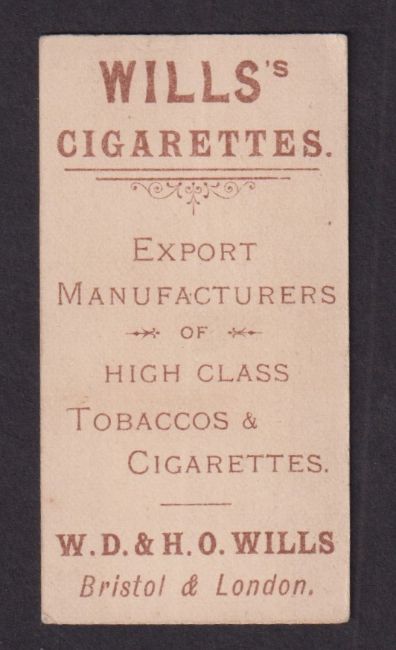 WILLS's
CIGARETTES.
EXPORT
MANUFACTURERS
OF
HIGH CLASS
TOBACCOS &
CIGARETTES.
W. D. & H. O. WILLS
Bristol & London.